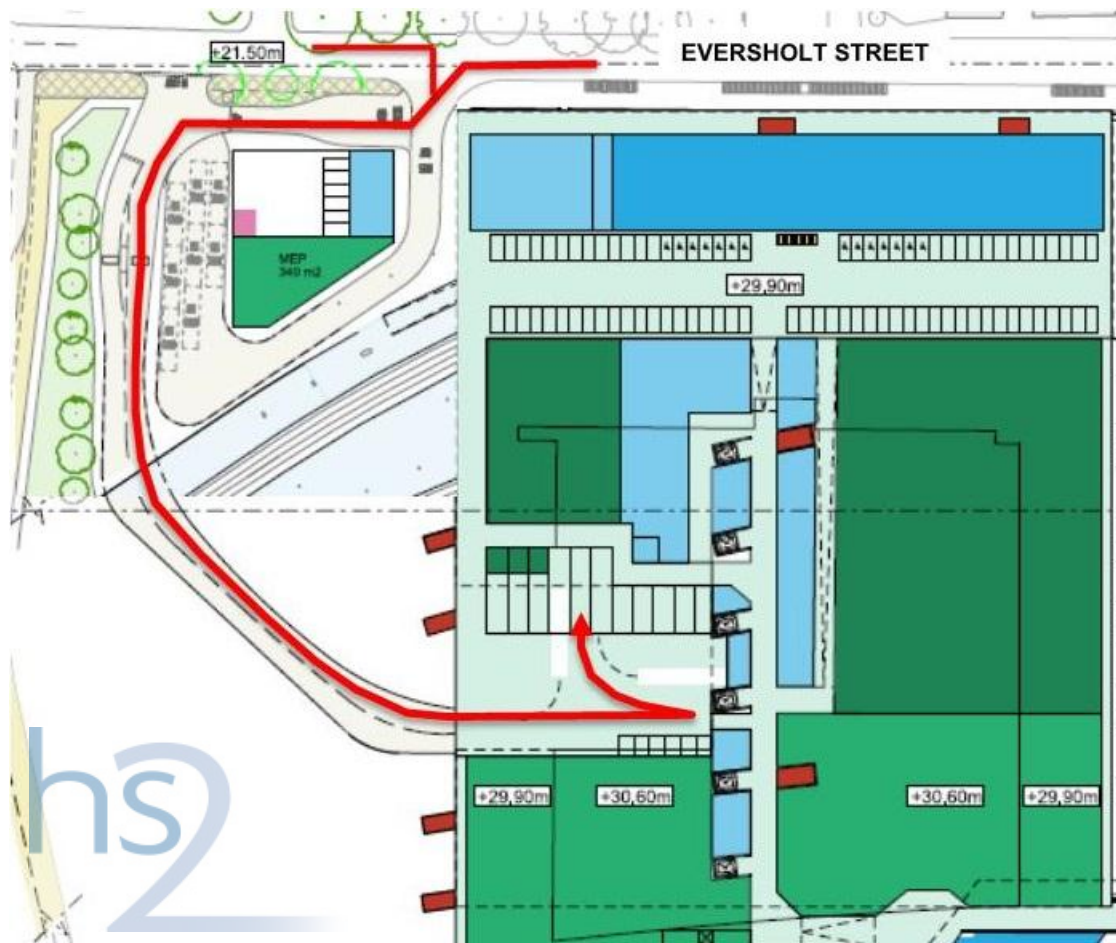 +21.50m
EVERSHOLT STREET
MEP
340 m2
+29,90m
+29,90m
+30,60m
+30,60m
+29,90m
hs2